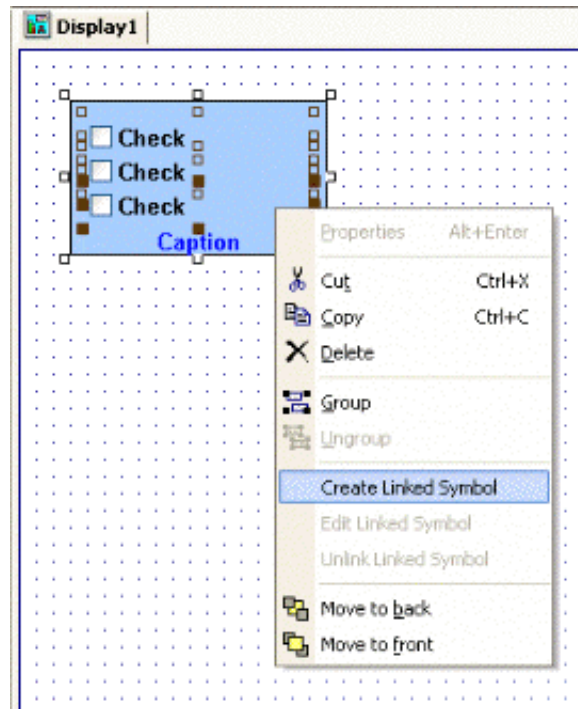 Display1
Check
Check
Check
Caption
Properties Alt+Enter
Cut Ctrl+X
Copy Ctrl+C
Delete
Group
Ungroup
Create Linked Symbol
Edit Linked Symbol
Unlink Linked Symbol
Move to back
Move to front